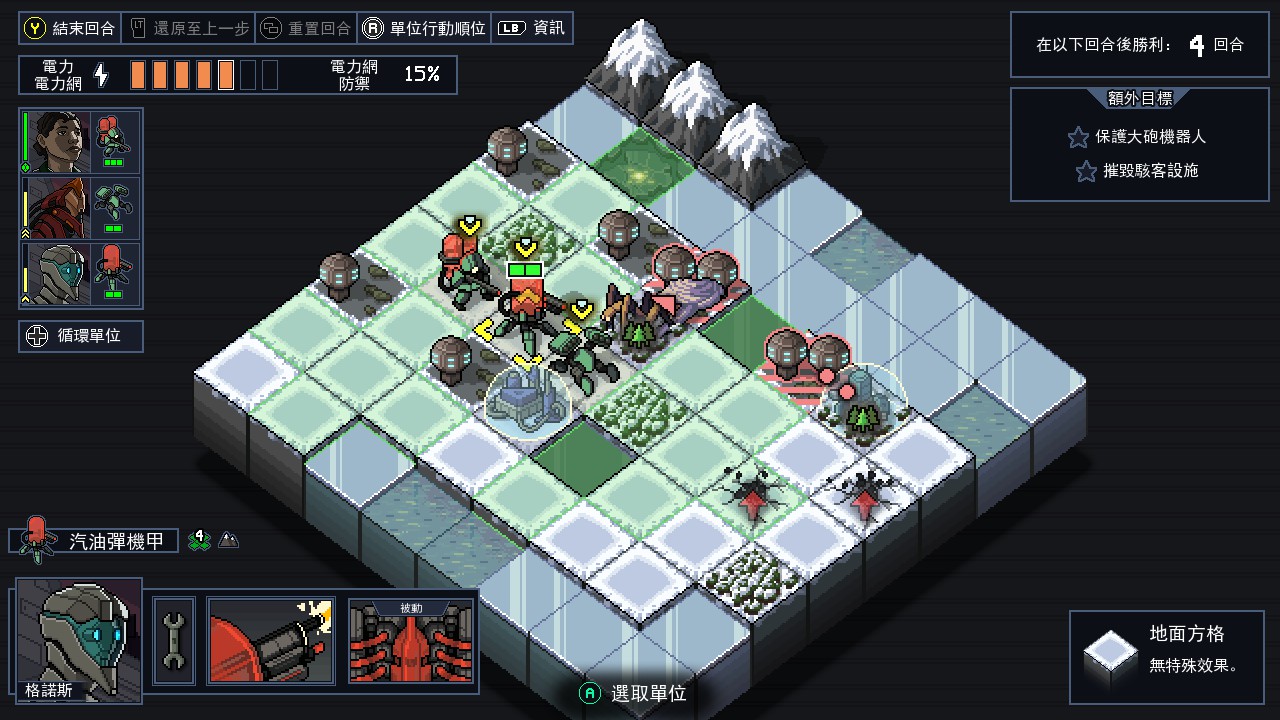 Y 結束回合 LT 還原至上一步 重置回合 R 單位行動順位 LB 資訊
在以下回合後勝利： 4 回合
電力
電力網
電力網
防禦
15%
額外目標
保護大砲機器人
摧毀駭客設施
循環單位
汽油彈機甲 4
被動
格諾斯
A 選取單位
地面方格
無特殊效果。